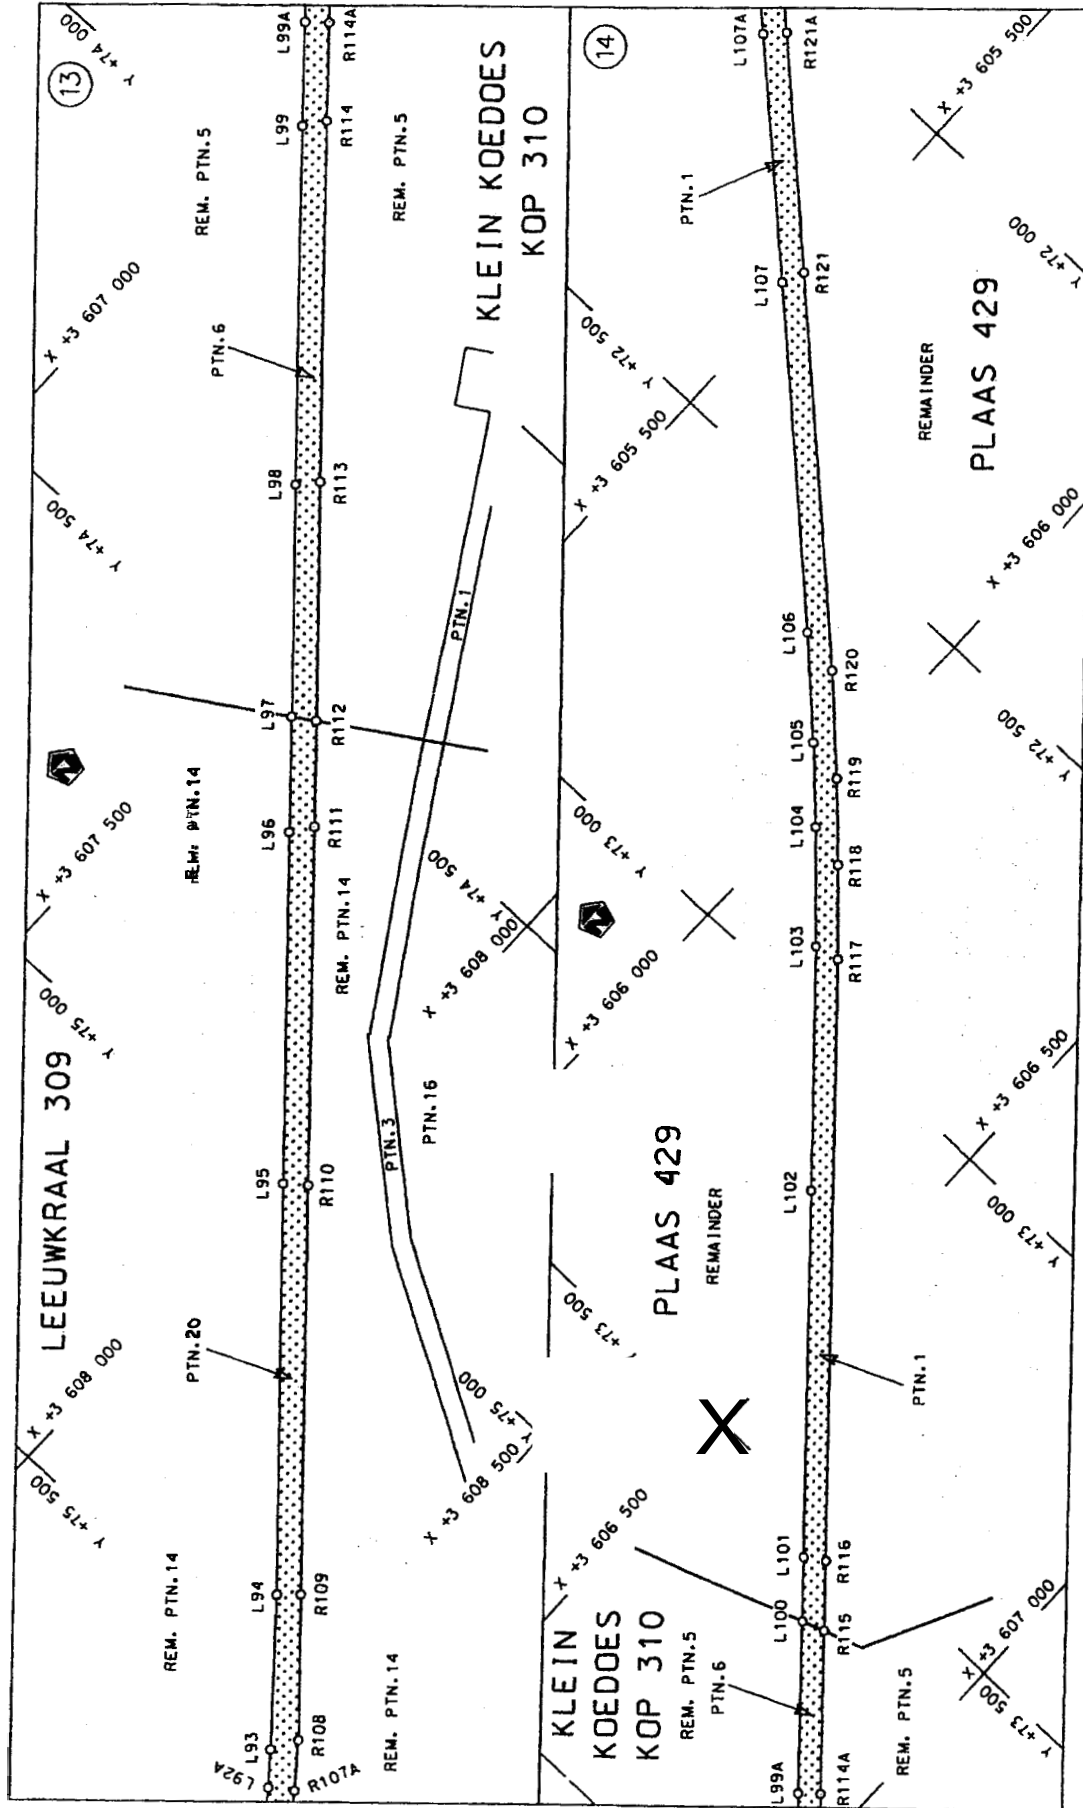 13
Y +74 000
L99A
R114A
L99
R114
REM. PTN.5
REM. PTN.5
KLEIN KOEDOES
KOP 310
X +3 607 000
PTN.6
L98
R113
Y +74 500
PTN.1
L97
R112
REM. PTN.14
L96
R111
X +3 607 500
REM. PTN.14
Y +74 500
X +3 608 000
Y +75 000
LEEUWKRAAL 309
PTN.16
PTN.3
L95
R110
PTN.20
X +3 608 000
Y +75 500
Y +75 000
X +3 608 500
REM. PTN.14
L94
R109
REM. PTN.14
L93
R108
L92A
R107A
14
L107A
R121A
X +3 605 500
PTN.1
L107
R121
Y +72 000
Y +72 500
X +3 605 500
REMAINDER
PLAAS 429
X +3 606 000
L106
R120
L105
R119
Y +72 500
L104
R118
Y +73 000
L103
R117
X +3 606 000
X +3 606 500
PLAAS 429
REMAINDER
L102
Y +73 000
Y +73 500
PTN.1
X +3 606 500
L101
R116
L100
R115
KLEIN
KOEDOES
KOP 310
REM. PTN.5
PTN.6
X +3 607 000
Y +73 500
REM. PTN.5
L99A
R114A